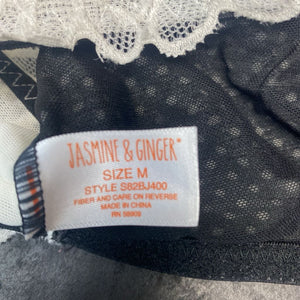 JASMINE & GINGER®
SIZE M
STYLE S82BJ400
FIBER AND CARE ON REVERSE
MADE IN CHINA
RN 58909